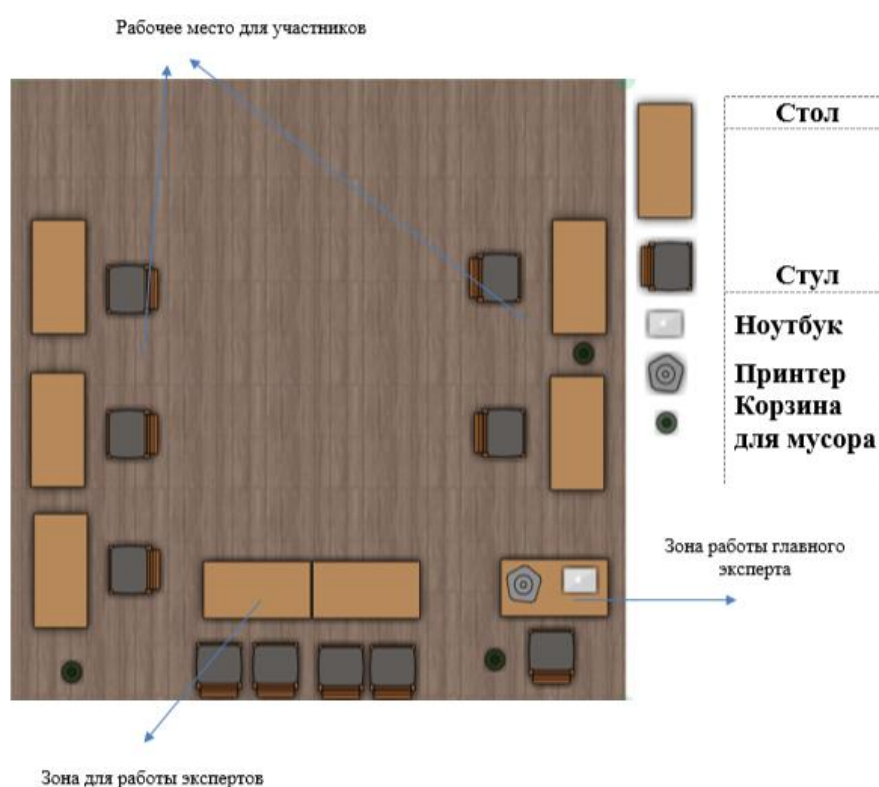 Рабочее место для участников
Стол
Стул
Ноутбук
Принтер
Корзина
для мусора
Зона работы главного
эксперта
Зона для работы экспертов